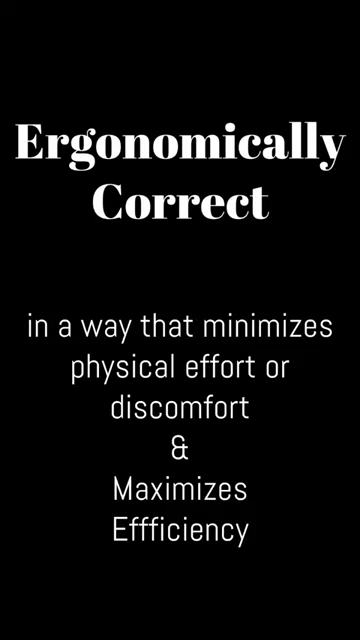 Ergonomically
Correct
in a way that minimizes
physical effort or
discomfort
&
Maximizes
Effficiency